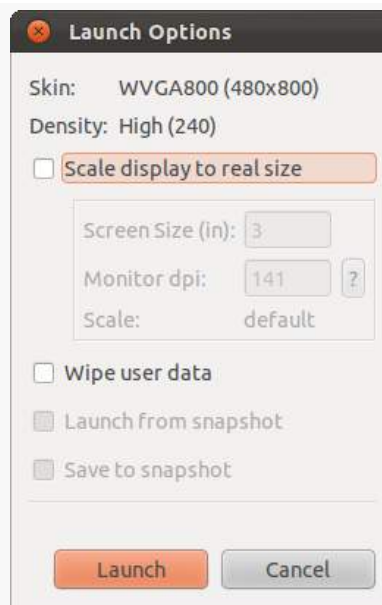 Launch Options
Skin: WVGA800 (480x800)
Density: High (240)
Scale display to real size
Screen Size (in): 3
Monitor dpi: 141 ?
Scale: default
Wipe user data
Launch from snapshot
Save to snapshot
Launch Cancel